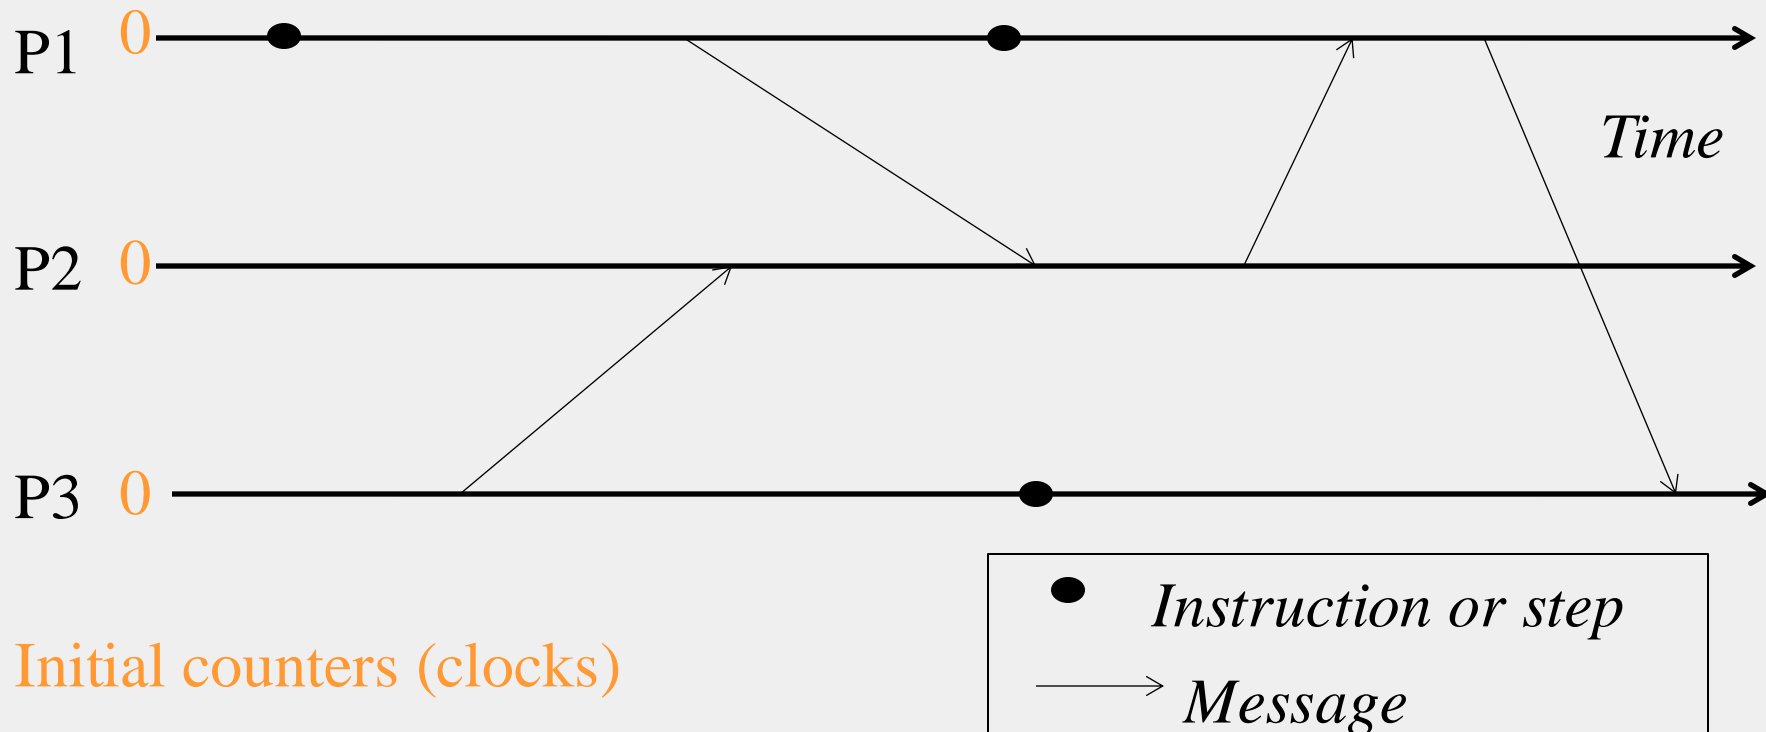 P1 0
Time
P2 0
P3 0
Instruction or step
Initial counters (clocks)
Message